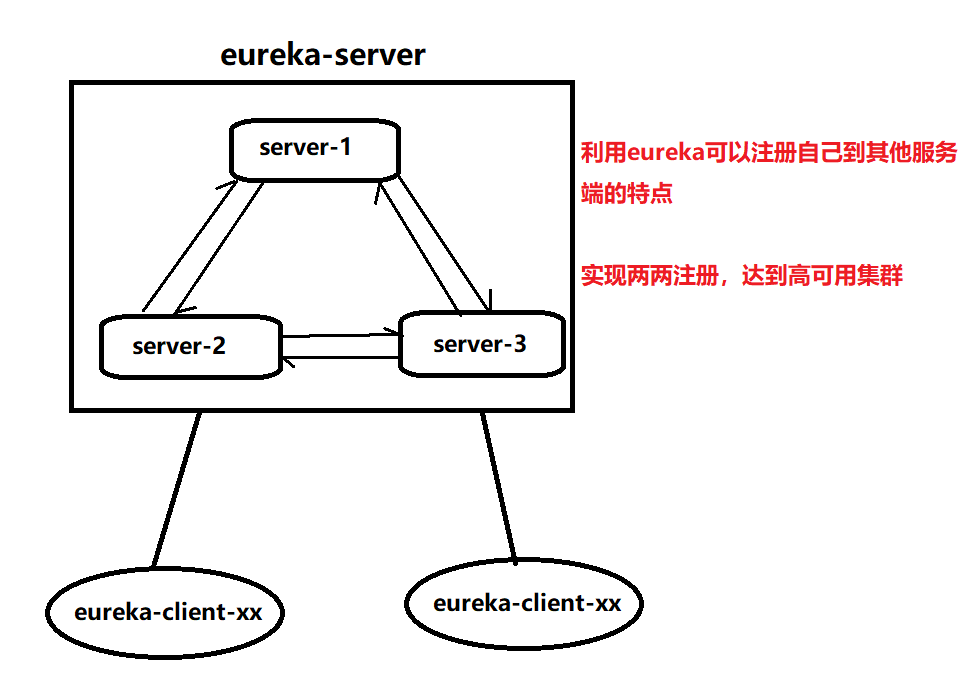 eureka-server
server-1
利用eureka可以注册自己到其他服务
端的特点
实现两两注册，达到高可用集群
server-2
server-3
eureka-client-xx
eureka-client-xx